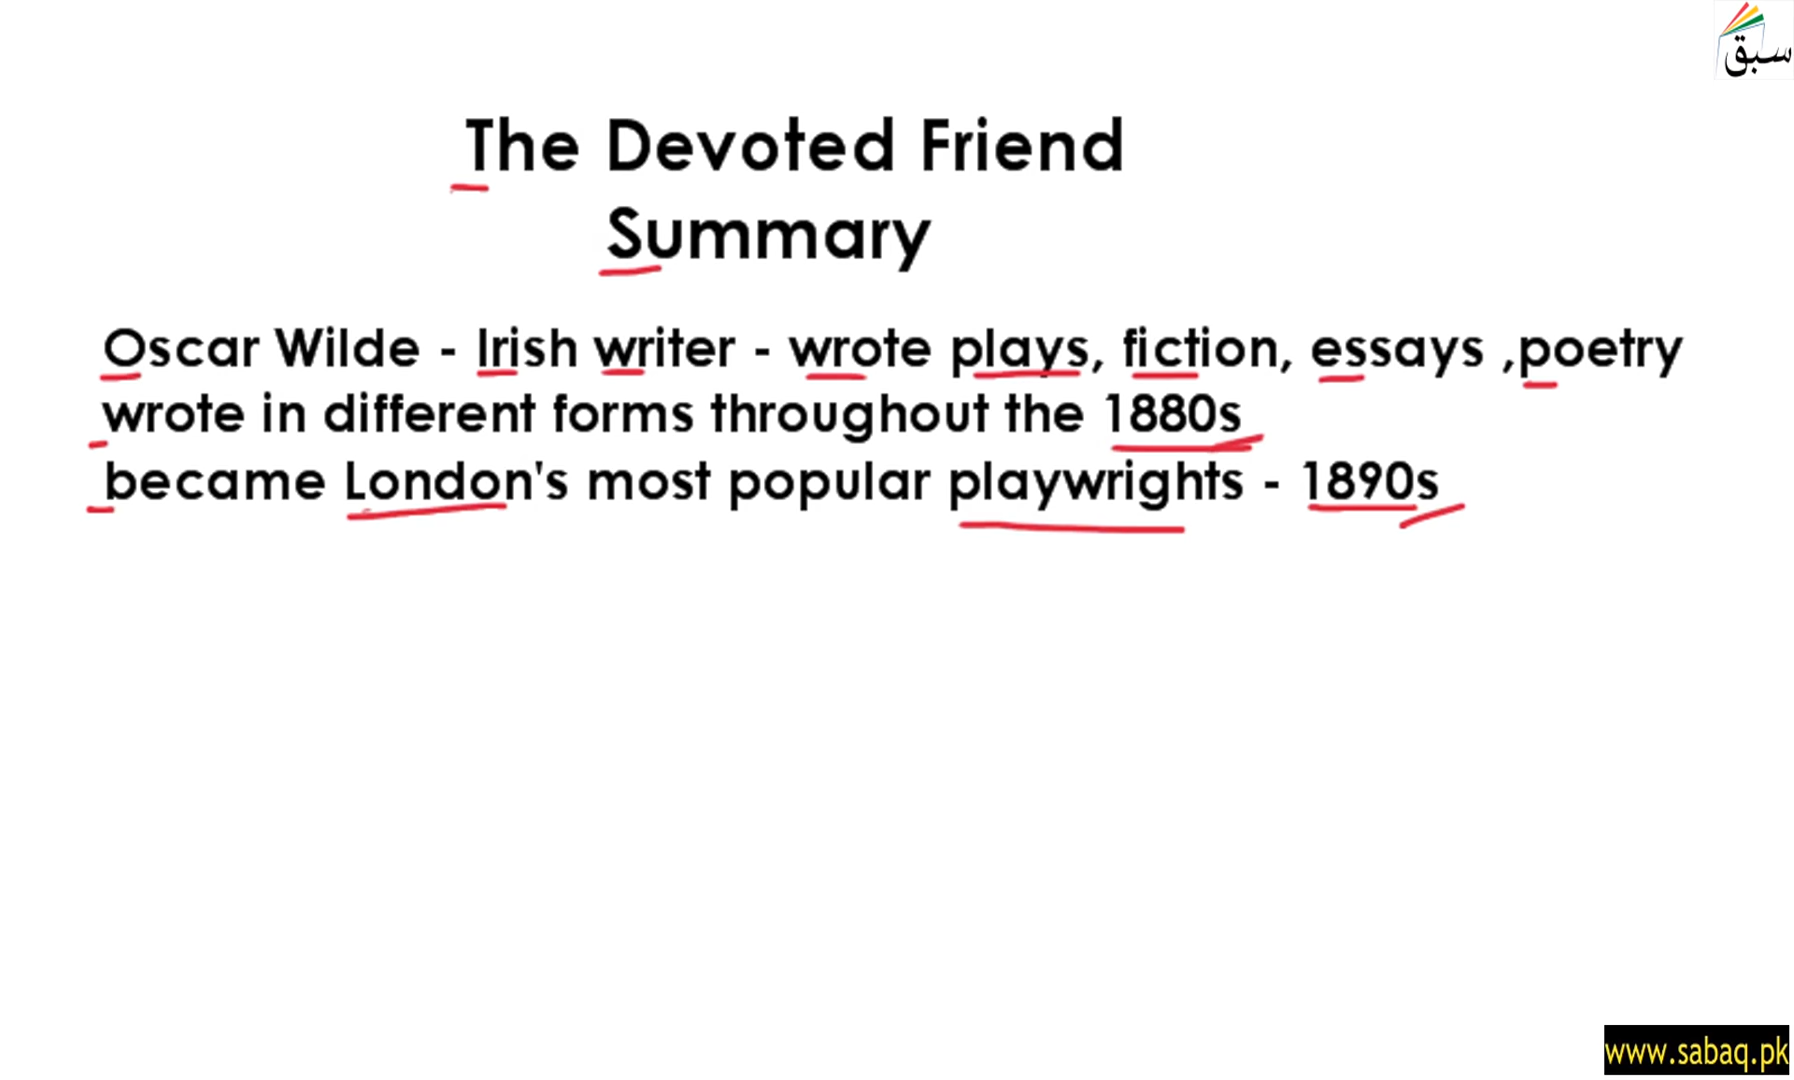 سبق
The Devoted Friend
Summary
Oscar Wilde - Irish writer - wrote plays, fiction, essays ,poetry
wrote in different forms throughout the 1880s
became London's most popular playwrights - 1890s
www.sabaq.pk